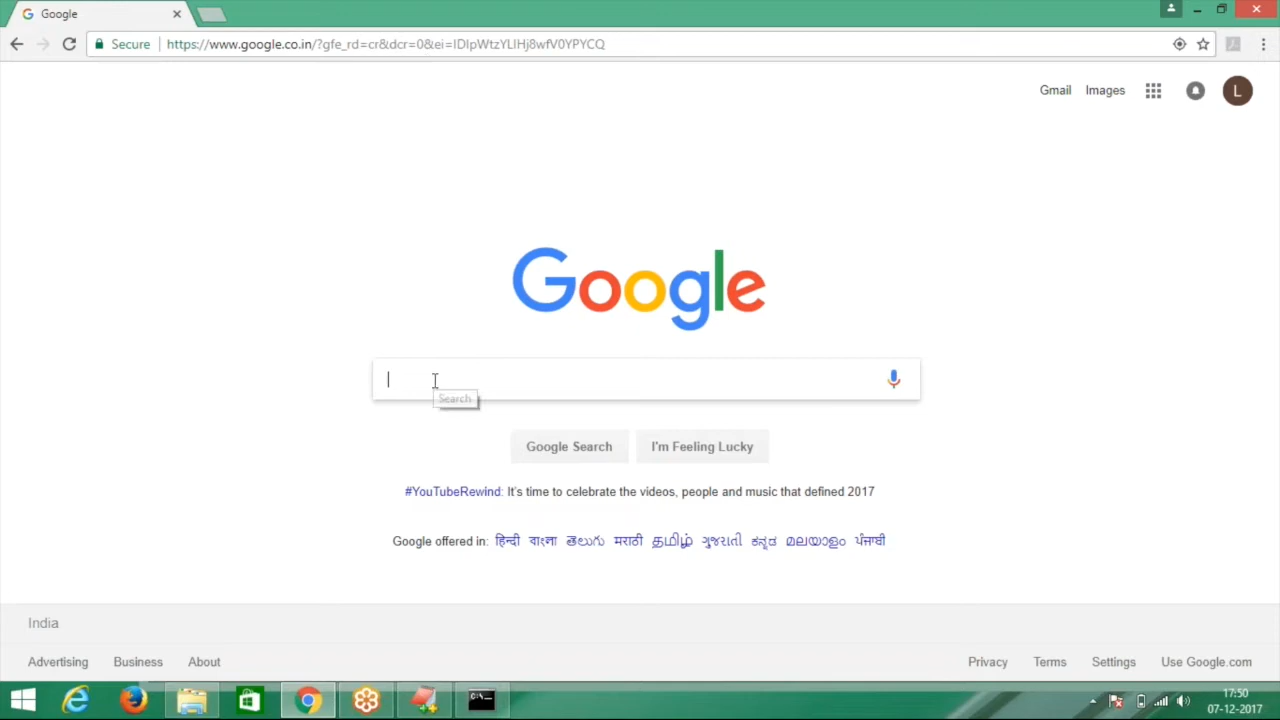 Google
Secure https://www.google.co.in/?gfe_rd=cr&dcr=0&ei=IDIpWtzYLIHj8wfV0YPYCQ
Gmail Images L
Google
Search
Google Search I'm Feeling Lucky
#YouTubeRewind: It's time to celebrate the videos, people and music that defined 2017
Google offered in: हिन्दी বাংলা తెలుగు मराठी தமிழ் ગુજરાતી ಕನ್ನಡ മലയാളം ਪੰਜਾਬੀ
India
Advertising Business About Privacy Terms Settings Use Google.com
17:50
07-12-2017